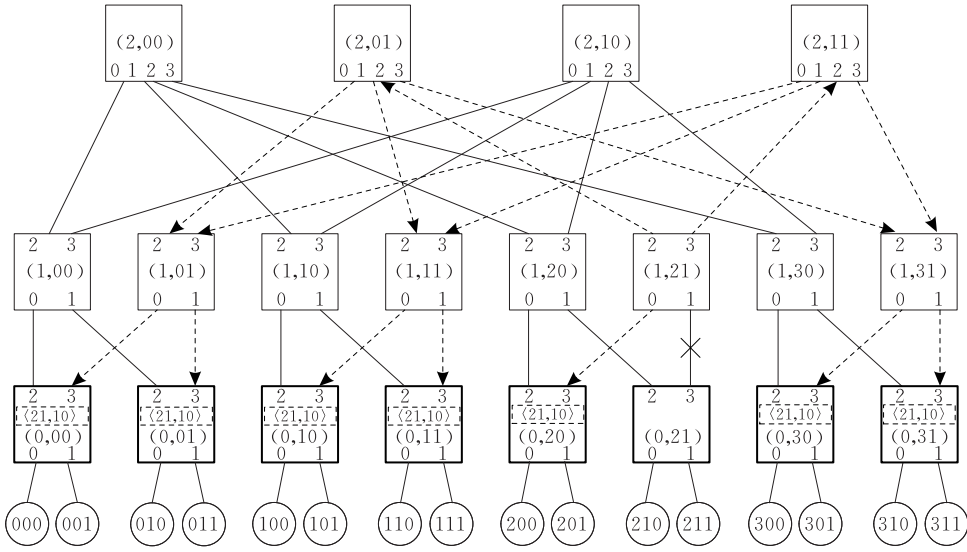 (2,00) (2,01) (2,10) (2,11)
0 1 2 3 0 1 2 3 0 1 2 3 0 1 2 3
2 3 2 3 2 3 2 3 2 3 2 3 2 3 2 3
(1,00) (1,01) (1,10) (1,11) (1,20) (1,21) (1,30) (1,31)
0 1 0 1 0 1 0 1 0 1 0 1 0 1 0 1
2 3 2 3 2 3 2 3 2 3 2 3 2 3 2 3
⟨21,10⟩ ⟨21,10⟩ ⟨21,10⟩ ⟨21,10⟩ ⟨21,10⟩ ⟨21,10⟩ ⟨21,10⟩
(0,00) (0,01) (0,10) (0,11) (0,20) (0,21) (0,30) (0,31)
0 1 0 1 0 1 0 1 0 1 0 1 0 1 0 1
000 001 010 011 100 101 110 111 200 201 210 211 300 301 310 311